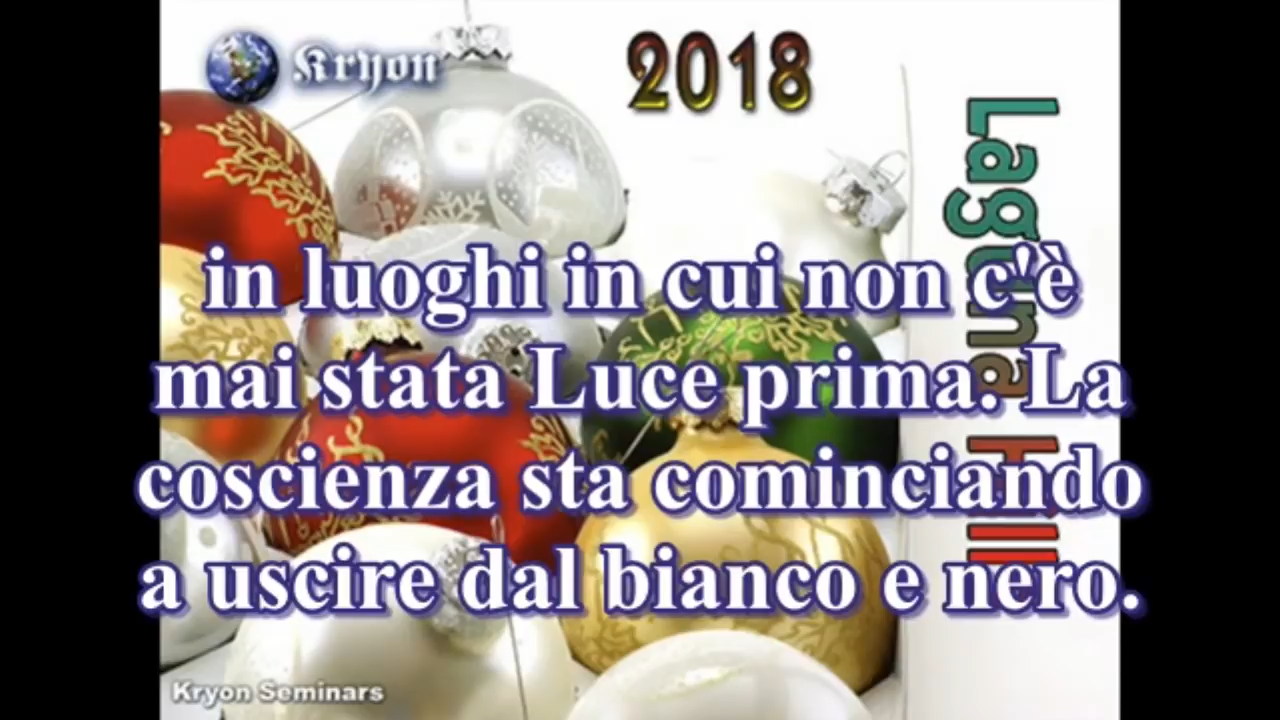 Kryon
2018
Laguna Hill
in luoghi in cui non c'è
mai stata Luce prima. La
coscienza sta cominciando
a uscire dal bianco e nero.
Kryon Seminars